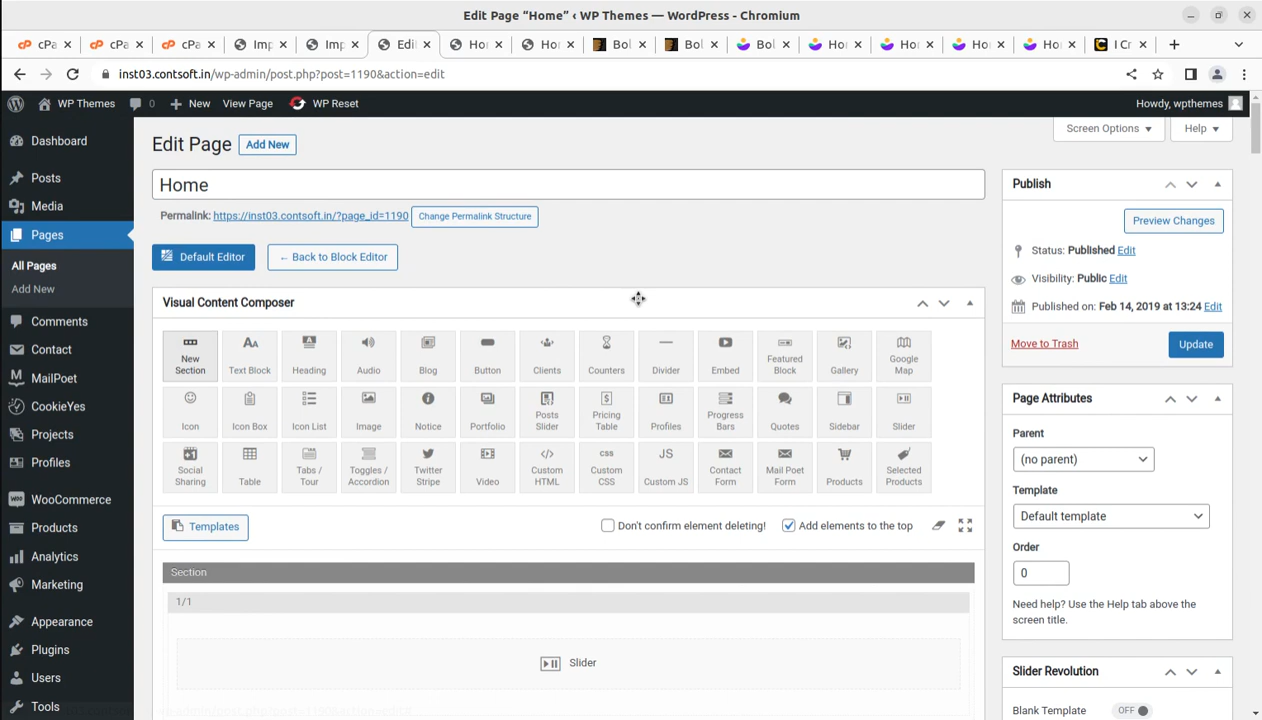 Edit Page “Home” ‹ WP Themes — WordPress - Chromium
cPa
cPa
cPa
Imp
Imp
Edi
Hor
Hor
Bol
Bol
Bol
Hor
Hor
Hor
Hor
I Cr
inst03.contsoft.in/wp-admin/post.php?post=1190&action=edit
WP Themes
0
New
View Page
WP Reset
Howdy, wpthemes
Dashboard
Posts
Media
Pages
All Pages
Add New
Comments
Contact
MailPoet
CookieYes
Projects
Profiles
WooCommerce
Products
Analytics
Marketing
Appearance
Plugins
Users
Tools
Screen Options
Help
Edit Page
Add New
Home
Permalink: https://inst03.contsoft.in/?page_id=1190
Change Permalink Structure
Default Editor
← Back to Block Editor
Visual Content Composer
New Section
Text Block
Heading
Audio
Blog
Button
Clients
Counters
Divider
Embed
Featured Block
Gallery
Google Map
Icon
Icon Box
Icon List
Image
Notice
Portfolio
Posts Slider
Pricing Table
Profiles
Progress Bars
Quotes
Sidebar
Slider
Social Sharing
Table
Tabs / Tour
Toggles / Accordion
Twitter Stripe
Video
Custom HTML
Custom CSS
Custom JS
Contact Form
Mail Poet Form
Products
Selected Products
Templates
Don't confirm element deleting!
Add elements to the top
Section
1/1
Slider
Publish
Preview Changes
Status: Published Edit
Visibility: Public Edit
Published on: Feb 14, 2019 at 13:24 Edit
Move to Trash
Update
Page Attributes
Parent
(no parent)
Template
Default template
Order
0
Need help? Use the Help tab above the
screen title.
Slider Revolution
Blank Template
OFF